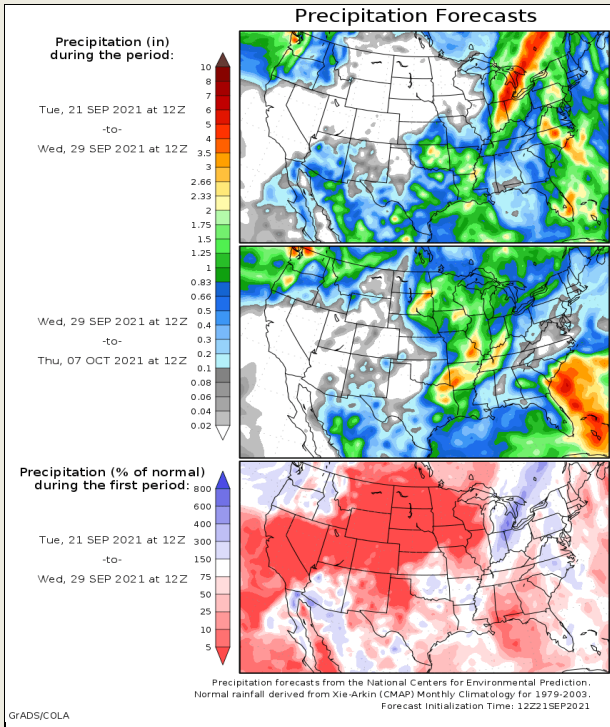 Precipitation Forecasts
Precipitation (in)
during the period:
Tue, 21 SEP 2021 at 12Z
-to-
Wed, 29 SEP 2021 at 12Z
10
8
7
6
5
4
3.5
3
2.66
2.33
2
1.75
1.5
1.25
1
0.83
0.66
0.5
0.4
0.3
0.2
0.1
0.08
0.06
0.04
0.02
Wed, 29 SEP 2021 at 12Z
-to-
Thu, 07 OCT 2021 at 12Z
Precipitation (% of normal)
during the first period:
Tue, 21 SEP 2021 at 12Z
-to-
Wed, 29 SEP 2021 at 12Z
800
600
400
300
150
75
50
25
10
5
Precipitation forecasts from the National Centers for Environmental Prediction.
Normal rainfall derived from Xie-Arkin (CMAP) Monthly Climatology for 1979-2003.
Forecast Initialization Time: 12Z21SEP2021
GrADS/COLA